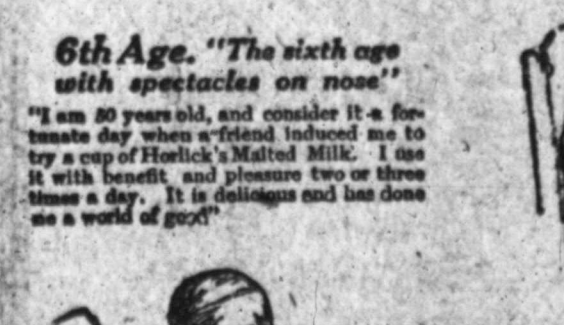 6th Age. "The sixth age
with spectacles on nose"
"I am 50 years old, and consider it a for-
tunate day when a friend induced me to
try a cup of Horlick's Malted Milk. I use
it with benefit and pleasure two or three
times a day. It is delicious and has done
me a world of good"